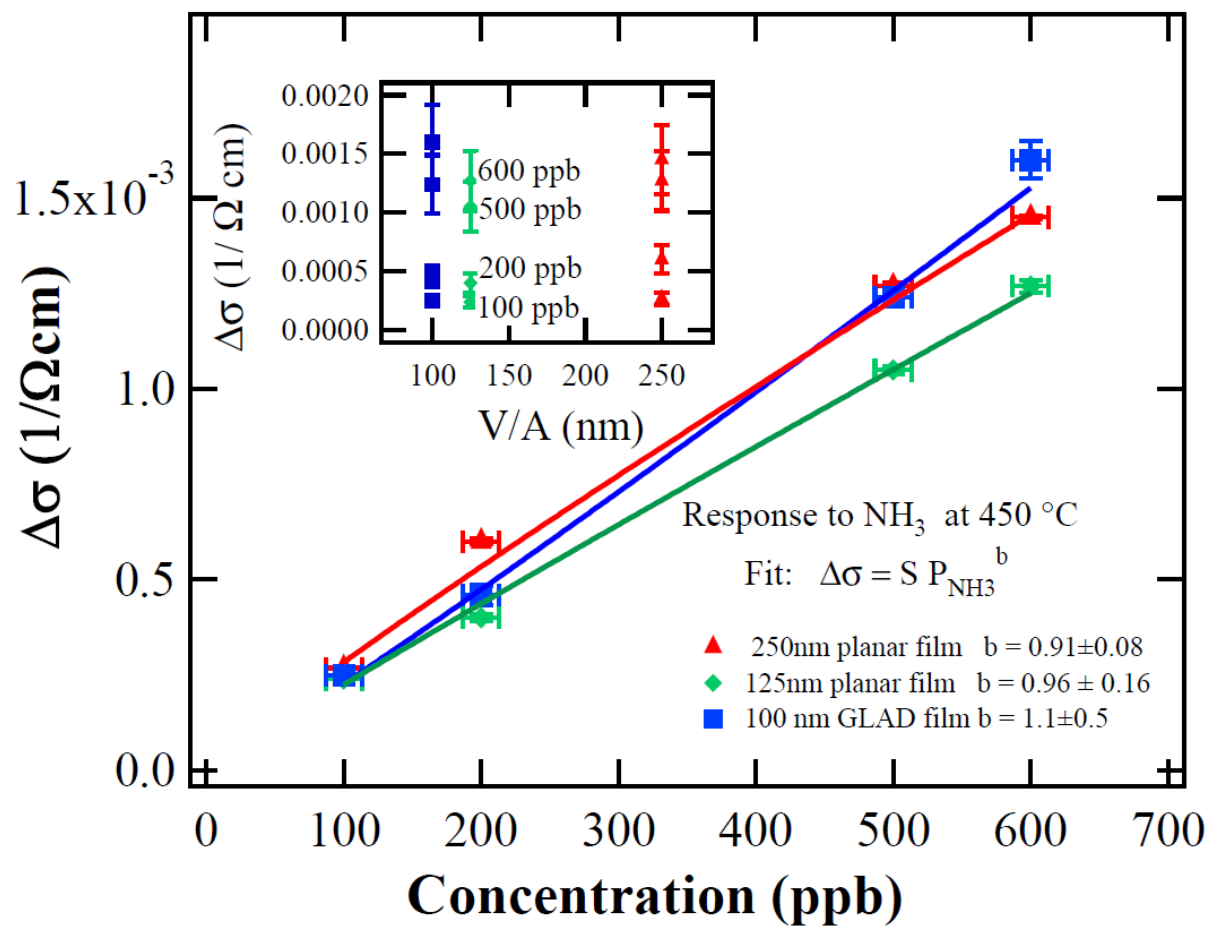 1.5x10⁻³
1.0
0.5
0.0
Δσ (1/Ωcm)
0.0020
0.0015
0.0010
0.0005
0.0000
Δσ (1/ Ω cm)
600 ppb
500 ppb
200 ppb
100 ppb
100 150 200 250
V/A (nm)
Response to NH₃ at 450 °C
Fit: Δσ = S P_NH3^b
250nm planar film b = 0.91±0.08
125nm planar film b = 0.96 ± 0.16
100 nm GLAD film b = 1.1±0.5
0 100 200 300 400 500 600 700
Concentration (ppb)